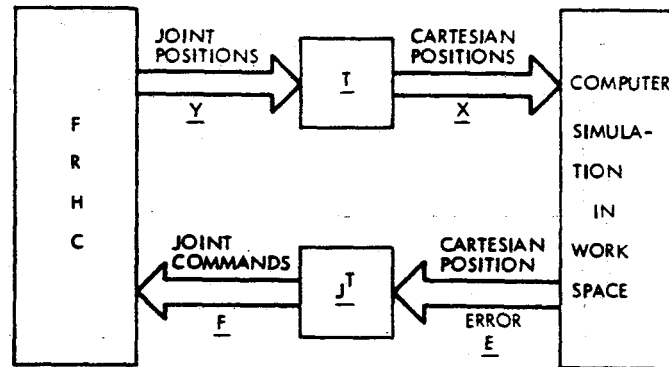 JOINT
POSITIONS
Y
T
CARTESIAN
POSITIONS
X
F
R
H
C
COMPUTER
SIMULA-
TION
IN
WORK
SPACE
JOINT
COMMANDS
F
J^T
CARTESIAN
POSITION
ERROR
E